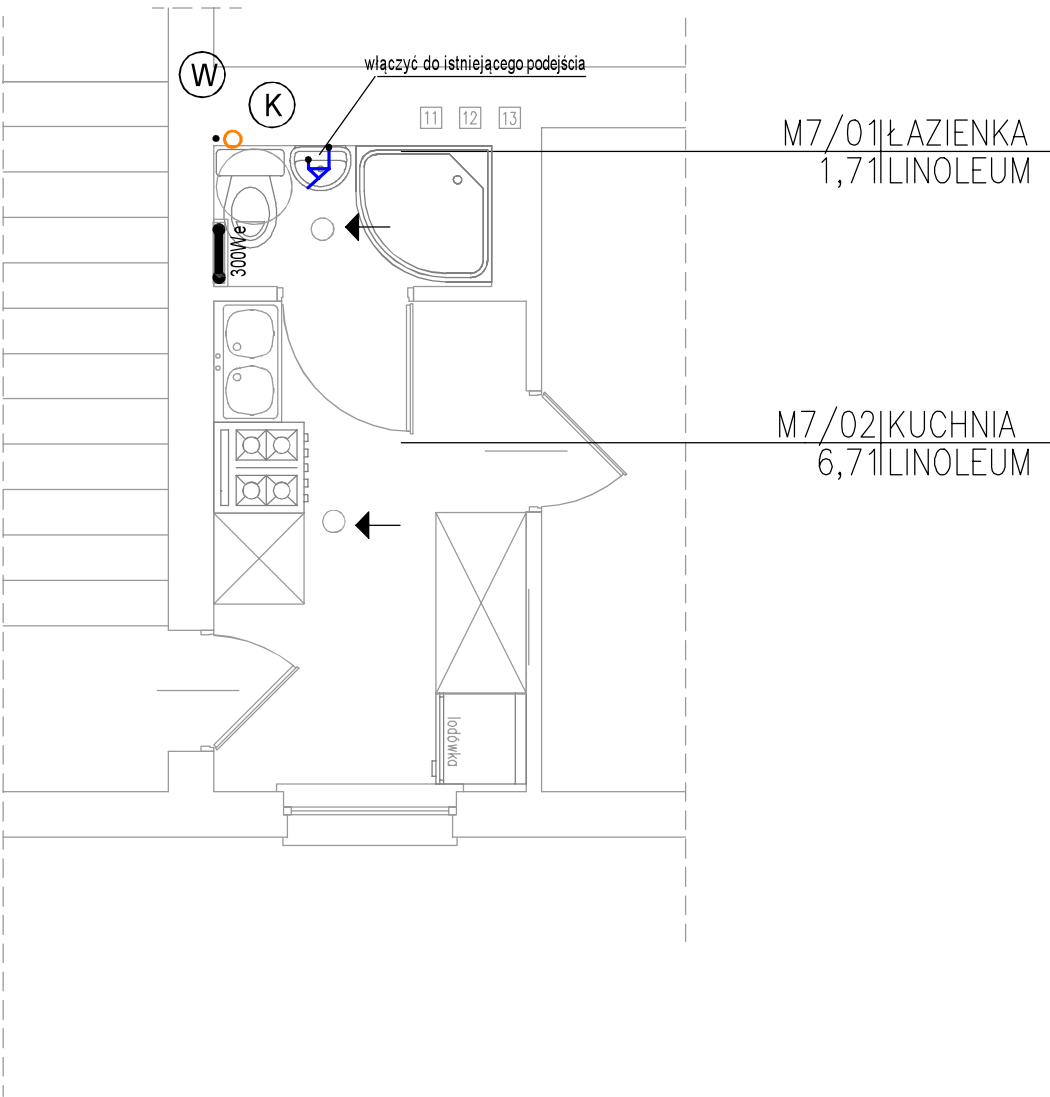 W
włączyć do istniejącego podejścia
K
11 12 13
M7/01 ŁAZIENKA
1,71 LINOLEUM
300W e
M7/02 KUCHNIA
6,71 LINOLEUM
lodówka